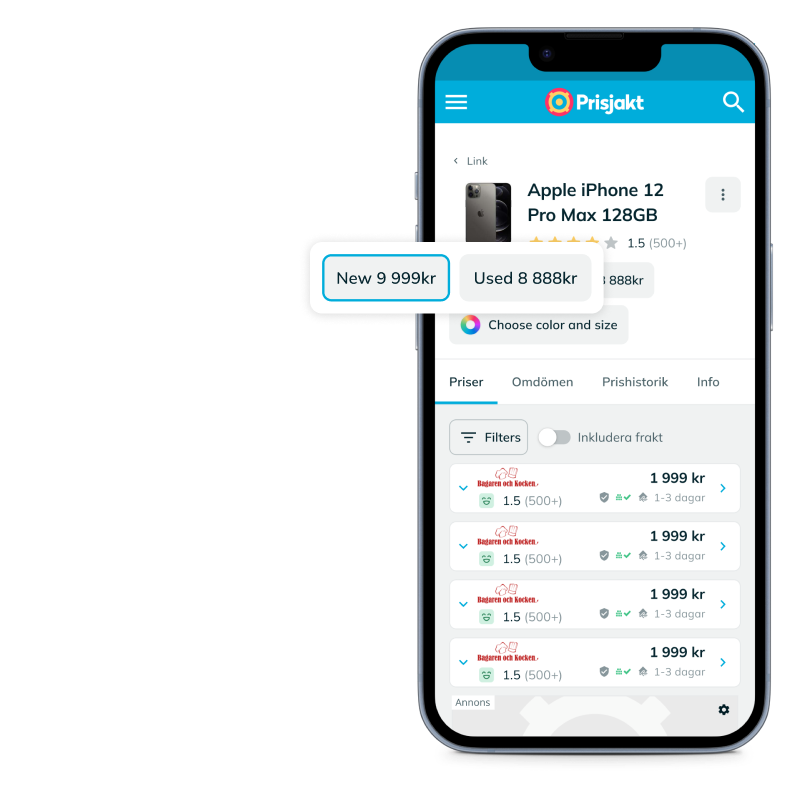 Prisjakt
Link
Apple iPhone 12
Pro Max 128GB
1.5 (500+)
New 9 999kr
Used 8 888kr
888kr
Choose color and size
Priser
Omdömen
Prishistorik
Info
Filters
Inkludera frakt
Bagaren och Kocken
1 999 kr
1.5 (500+)
1-3 dagar
Bagaren och Kocken
1 999 kr
1.5 (500+)
1-3 dagar
Bagaren och Kocken
1 999 kr
1.5 (500+)
1-3 dagar
Bagaren och Kocken
1 999 kr
1.5 (500+)
1-3 dagar
Annons